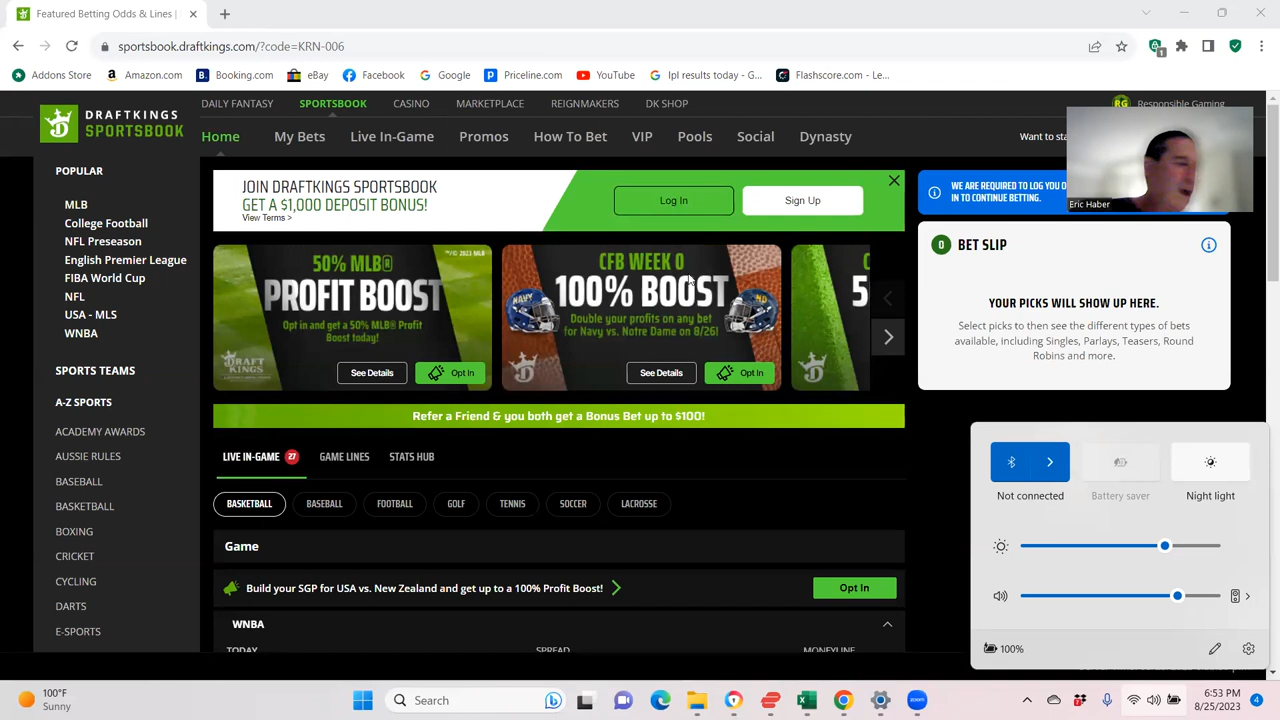 Featured Betting Odds & Lines |
sportsbook.draftkings.com/?code=KRN-006
Addons Store
Amazon.com
Booking.com
eBay
Facebook
Google
Priceline.com
YouTube
Ipl results today - G...
Flashscore.com - Le...
DRAFTKINGS
SPORTSBOOK
DAILY FANTASY
SPORTSBOOK
CASINO
MARKETPLACE
REIGNMAKERS
DK SHOP
RG
Responsible Gaming
Home
My Bets
Live In-Game
Promos
How To Bet
VIP
Pools
Social
Dynasty
Want to sta
Eric Haber
POPULAR
MLB
College Football
NFL Preseason
English Premier League
FIBA World Cup
NFL
USA - MLS
WNBA
SPORTS TEAMS
A-Z SPORTS
ACADEMY AWARDS
AUSSIE RULES
BASEBALL
BASKETBALL
BOXING
CRICKET
CYCLING
DARTS
E-SPORTS
JOIN DRAFTKINGS SPORTSBOOK
GET A $1,000 DEPOSIT BONUS!
View Terms >
Log In
Sign Up
™/© 2023 MLB
50% MLB®
PROFIT BOOST
Opt in and get a 50% MLB® Profit
Boost today!
DRAFT
KINGS
See Details
Opt In
CFB WEEK 0
100% BOOST
NAVY
ND
Double your profits on any bet
for Navy vs. Notre Dame on 8/26!
See Details
Opt In
5
Refer a Friend & you both get a Bonus Bet up to $100!
LIVE IN-GAME 27
GAME LINES
STATS HUB
BASKETBALL
BASEBALL
FOOTBALL
GOLF
TENNIS
SOCCER
LACROSSE
Game
Build your SGP for USA vs. New Zealand and get up to a 100% Profit Boost!
Opt In
WNBA
TODAY
SPREAD
MONEYLINE
WE ARE REQUIRED TO LOG YOU O
IN TO CONTINUE BETTING.
0 BET SLIP
YOUR PICKS WILL SHOW UP HERE.
Select picks to then see the different types of bets
available, including Singles, Parlays, Teasers, Round
Robins and more.
Not connected
Battery saver
Night light
100%
100°F
Sunny
Search
6:53 PM
8/25/2023
4